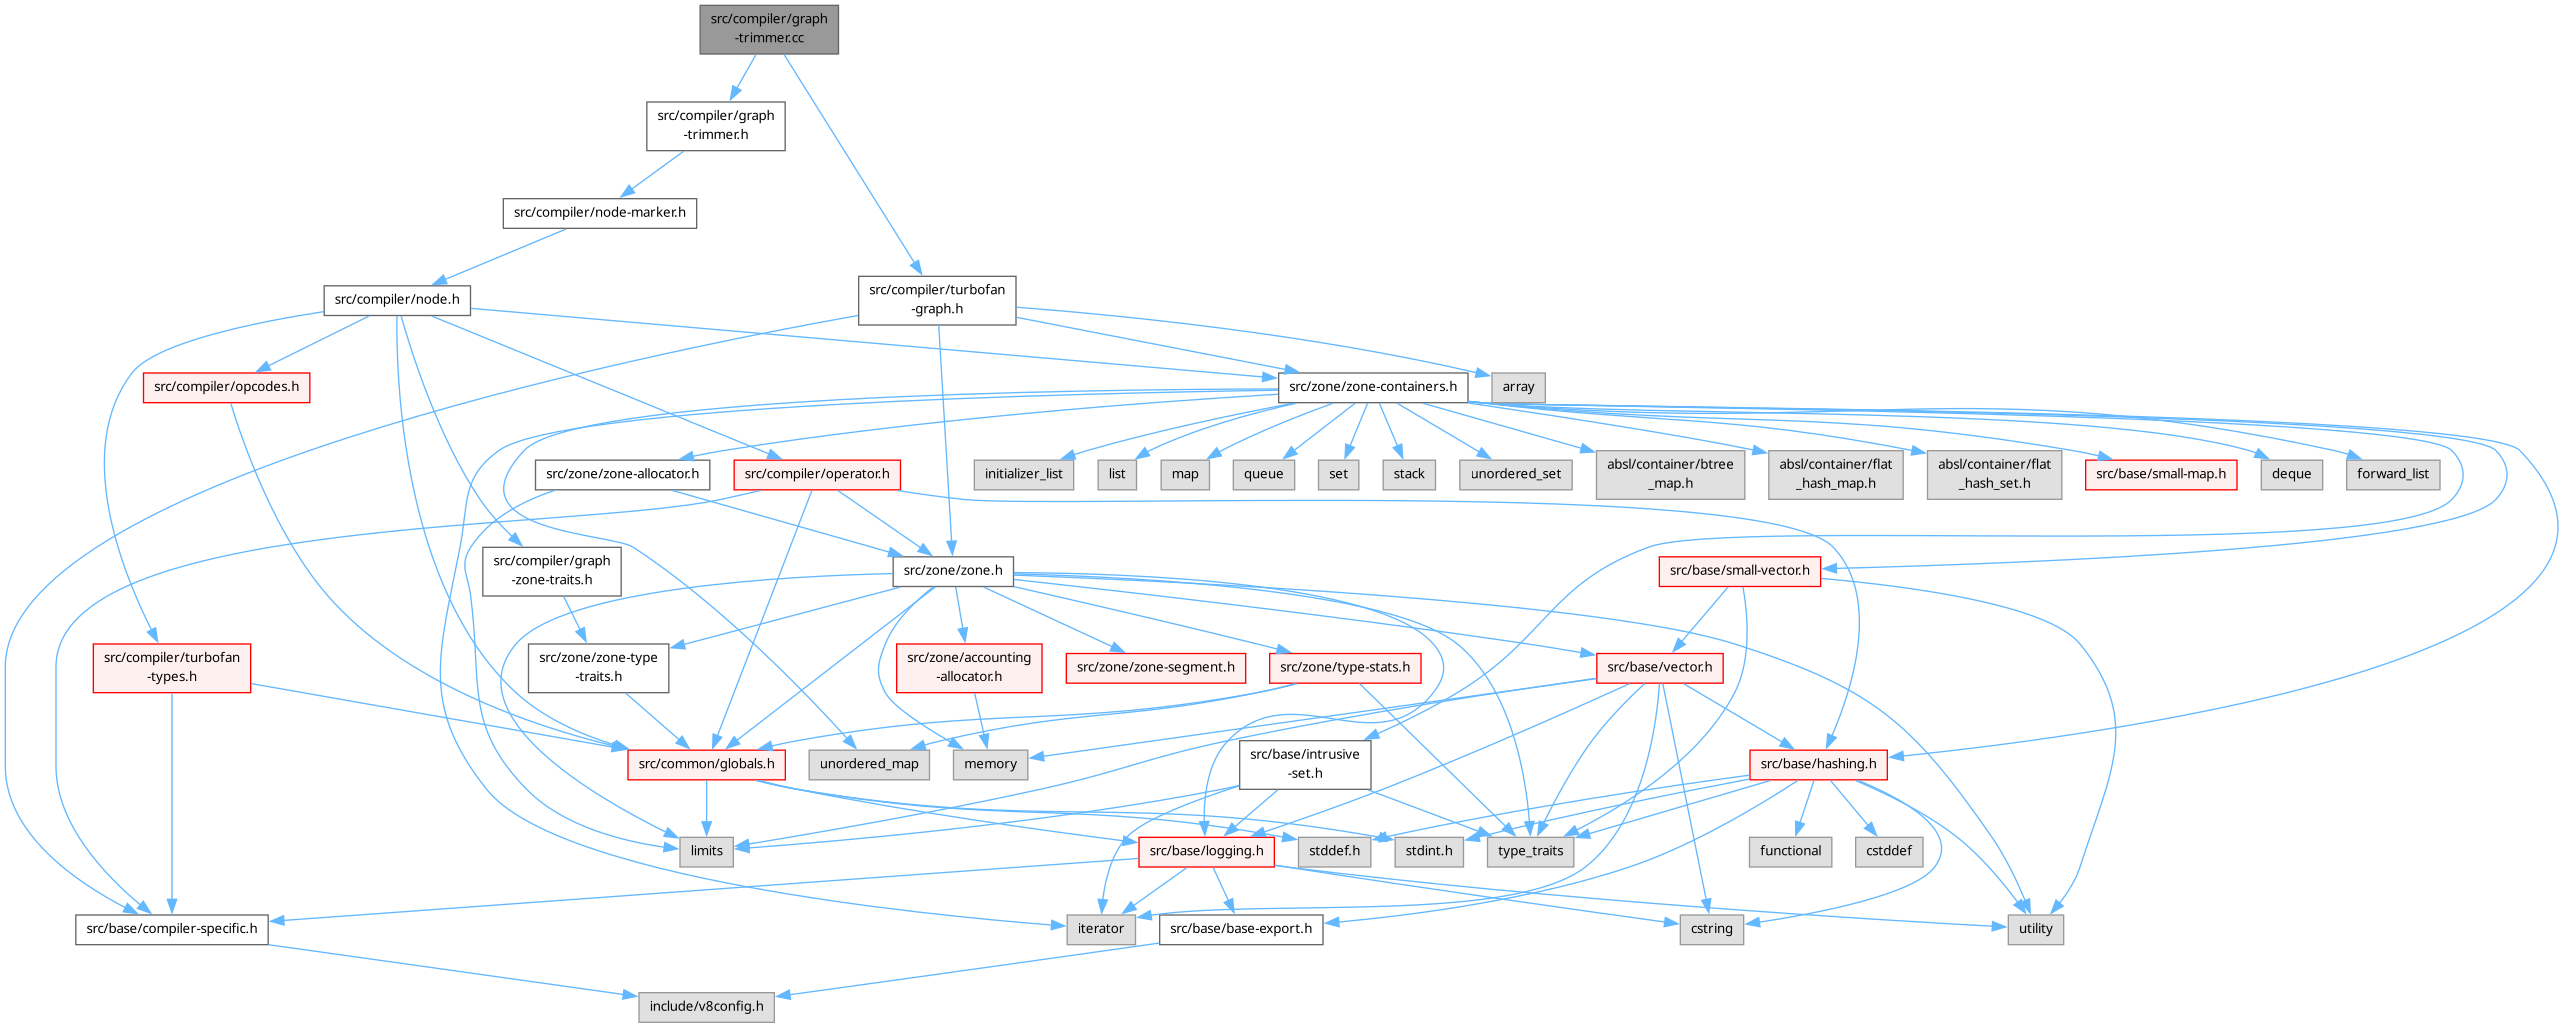 src/compiler/graph
-trimmer.cc
src/compiler/graph
-trimmer.h
src/compiler/node-marker.h
src/compiler/node.h
src/compiler/turbofan
-graph.h
src/compiler/opcodes.h
src/zone/zone-containers.h
array
src/zone/zone-allocator.h
src/compiler/operator.h
initializer_list
list
map
queue
set
stack
unordered_set
absl/container/btree
_map.h
absl/container/flat
_hash_map.h
absl/container/flat
_hash_set.h
src/base/small-map.h
deque
forward_list
src/compiler/graph
-zone-traits.h
src/zone/zone.h
src/base/small-vector.h
src/compiler/turbofan
-types.h
src/zone/zone-type
-traits.h
src/zone/accounting
-allocator.h
src/zone/zone-segment.h
src/zone/type-stats.h
src/base/vector.h
src/common/globals.h
unordered_map
memory
src/base/intrusive
-set.h
src/base/hashing.h
limits
src/base/logging.h
stddef.h
stdint.h
type_traits
functional
cstddef
src/base/compiler-specific.h
iterator
src/base/base-export.h
cstring
utility
include/v8config.h